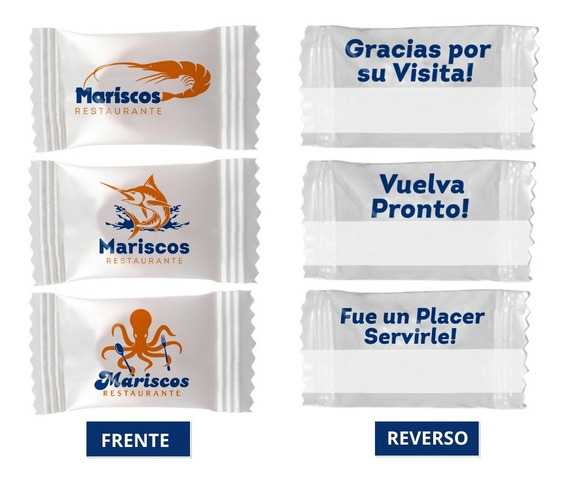 Mariscos
RESTAURANTE
Gracias por
su Visita!
Mariscos
RESTAURANTE
Vuelva
Pronto!
Mariscos
RESTAURANTE
Fue un Placer
Servirle!
FRENTE
REVERSO